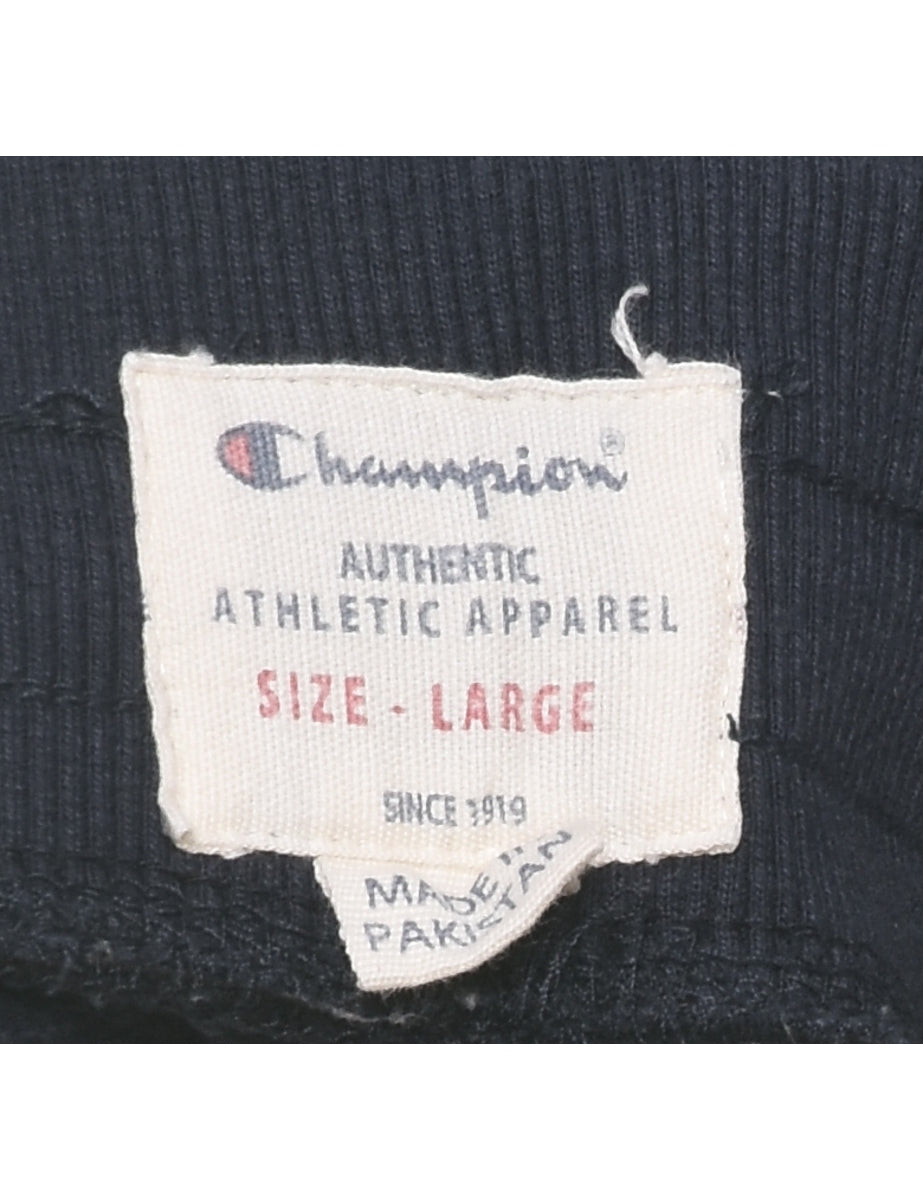 Champion®
AUTHENTIC
ATHLETIC APPAREL
SIZE - LARGE
SINCE 1919
MADE IN
PAKISTAN